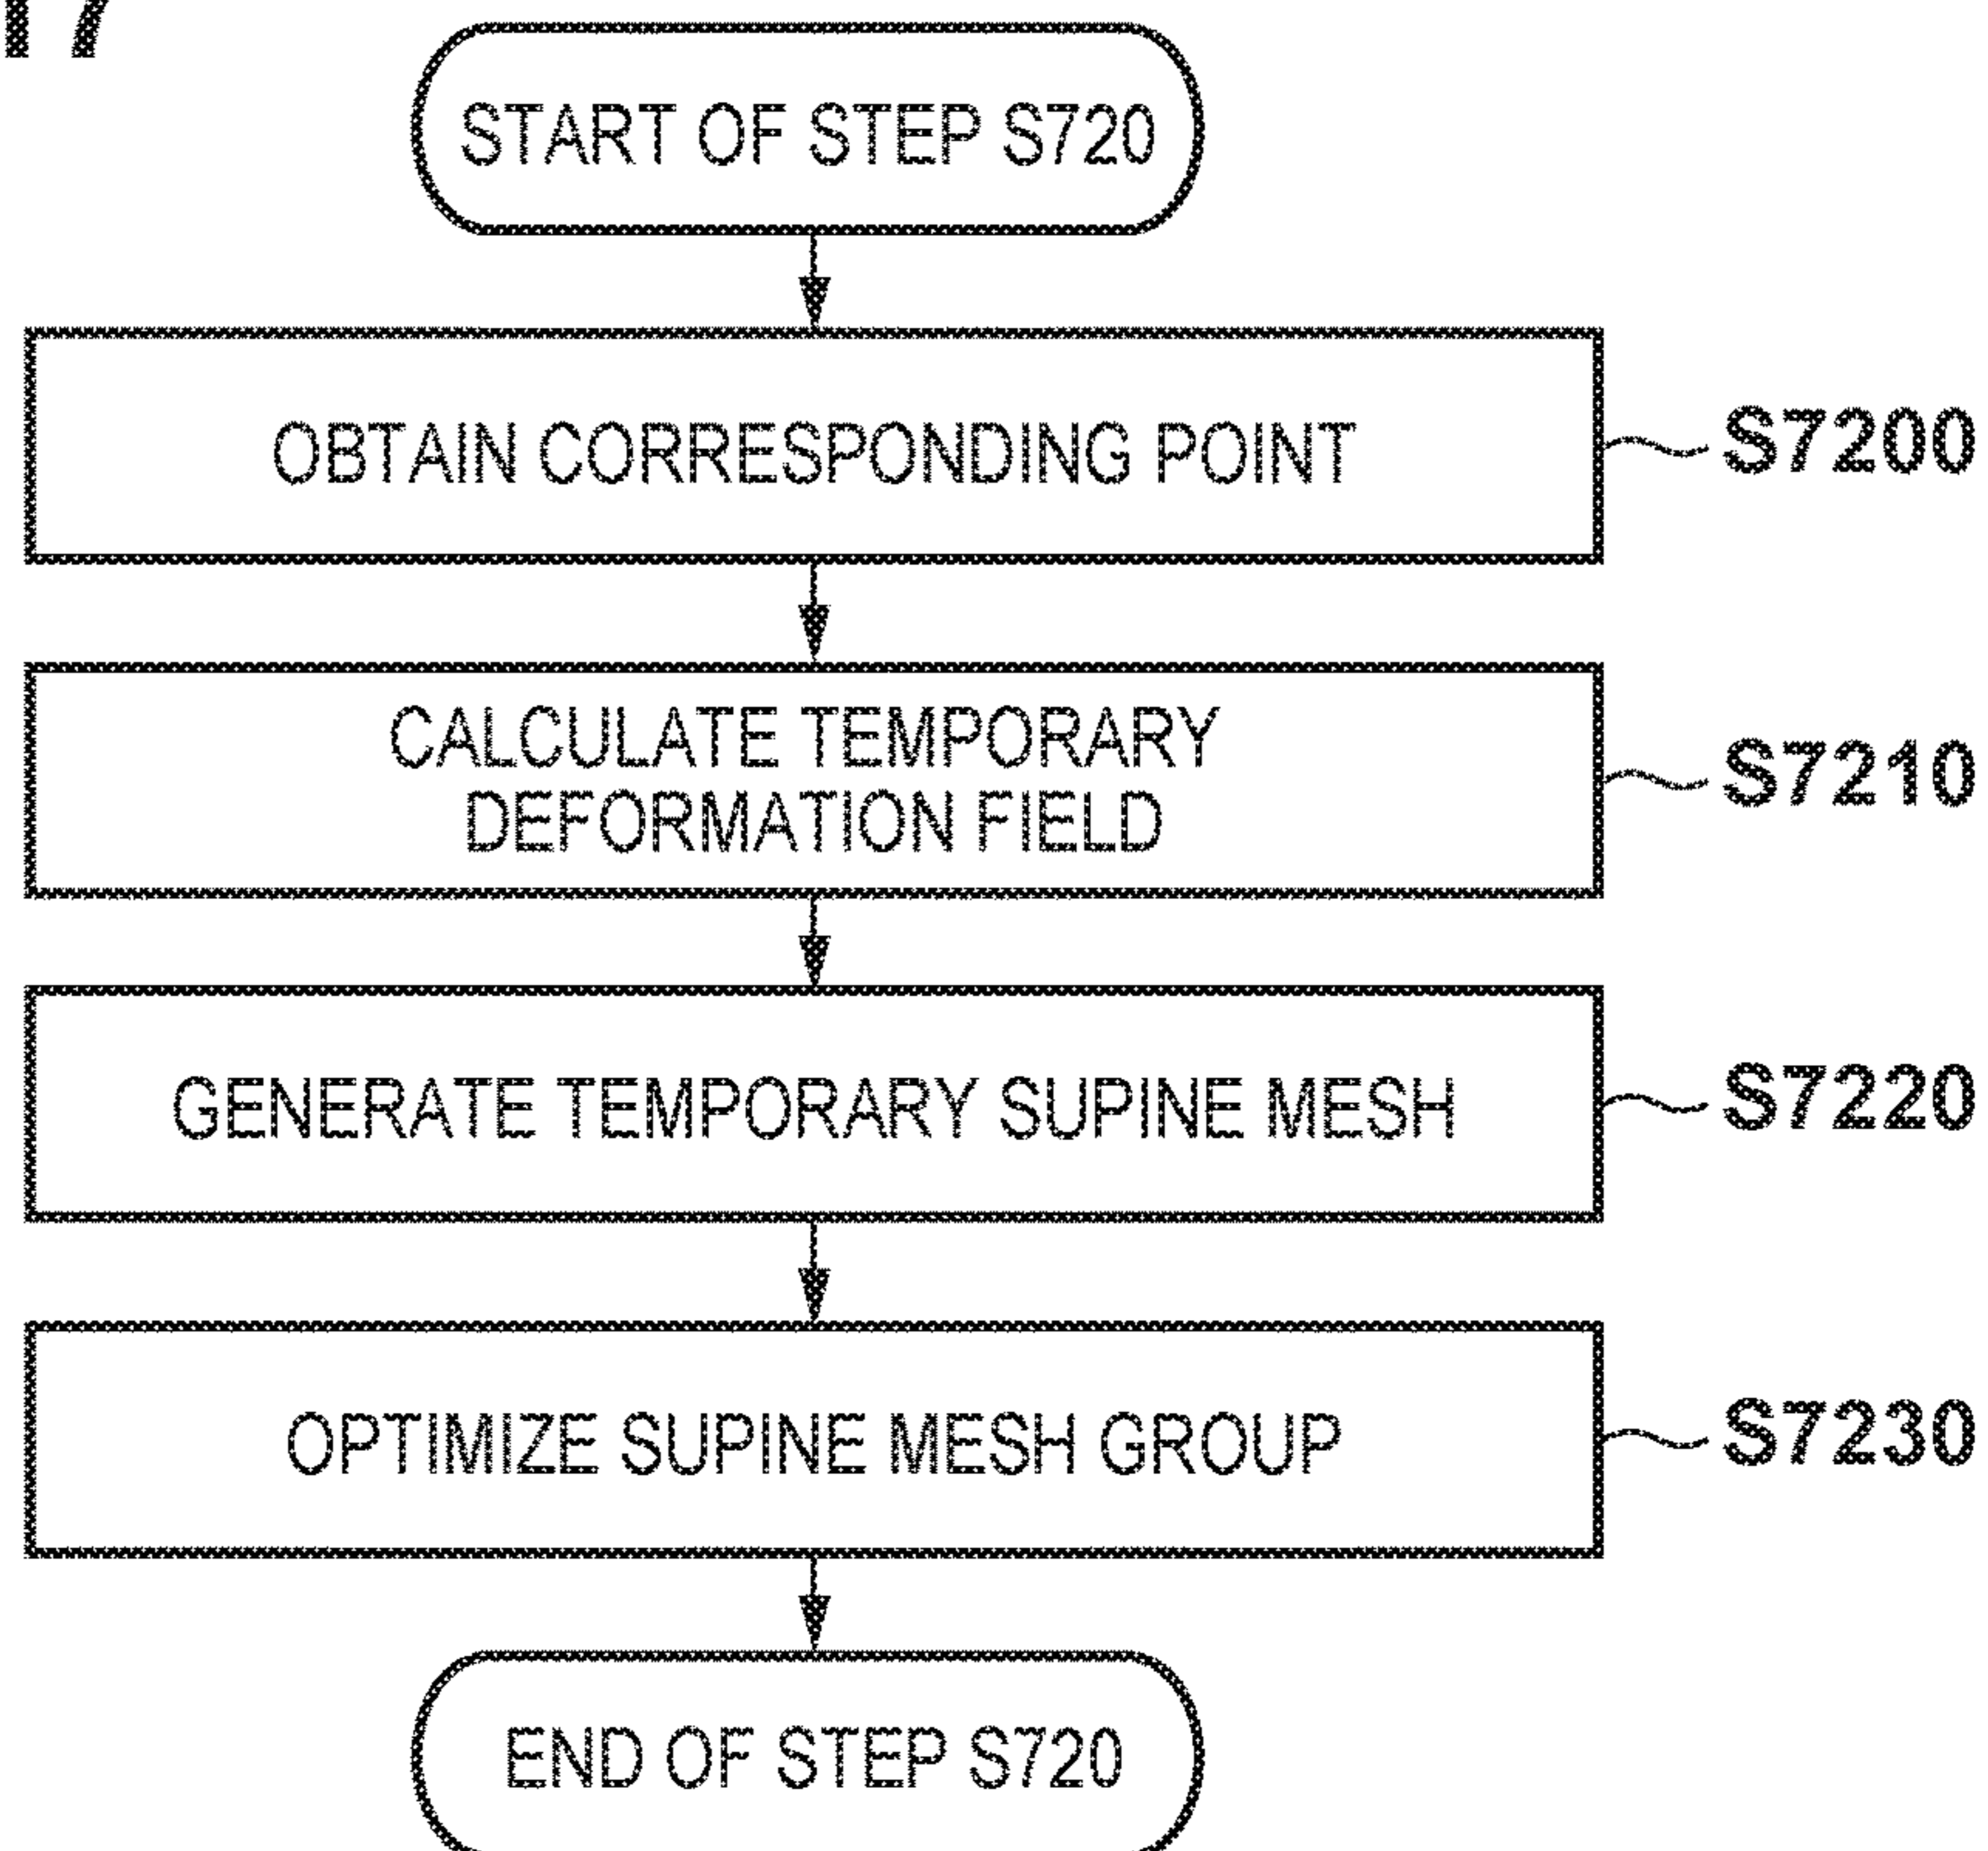 START OF STEP S720
OBTAIN CORRESPONDING POINT
S7200
CALCULATE TEMPORARY
DEFORMATION FIELD
S7210
GENERATE TEMPORARY SUPINE MESH
S7220
OPTIMIZE SUPINE MESH GROUP
S7230
END OF STEP S720